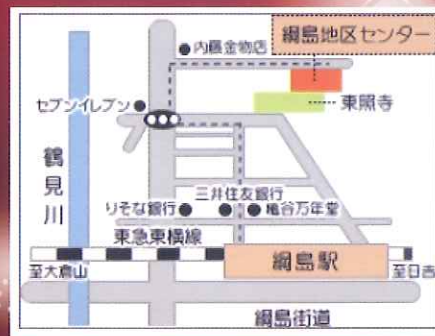 内藤金物店
綱島地区センター
セブンイレブン
東照寺
鶴見川
三井住友銀行
りそな銀行
亀谷万年堂
東急東横線
至大倉山
綱島駅
至日吉
綱島街道